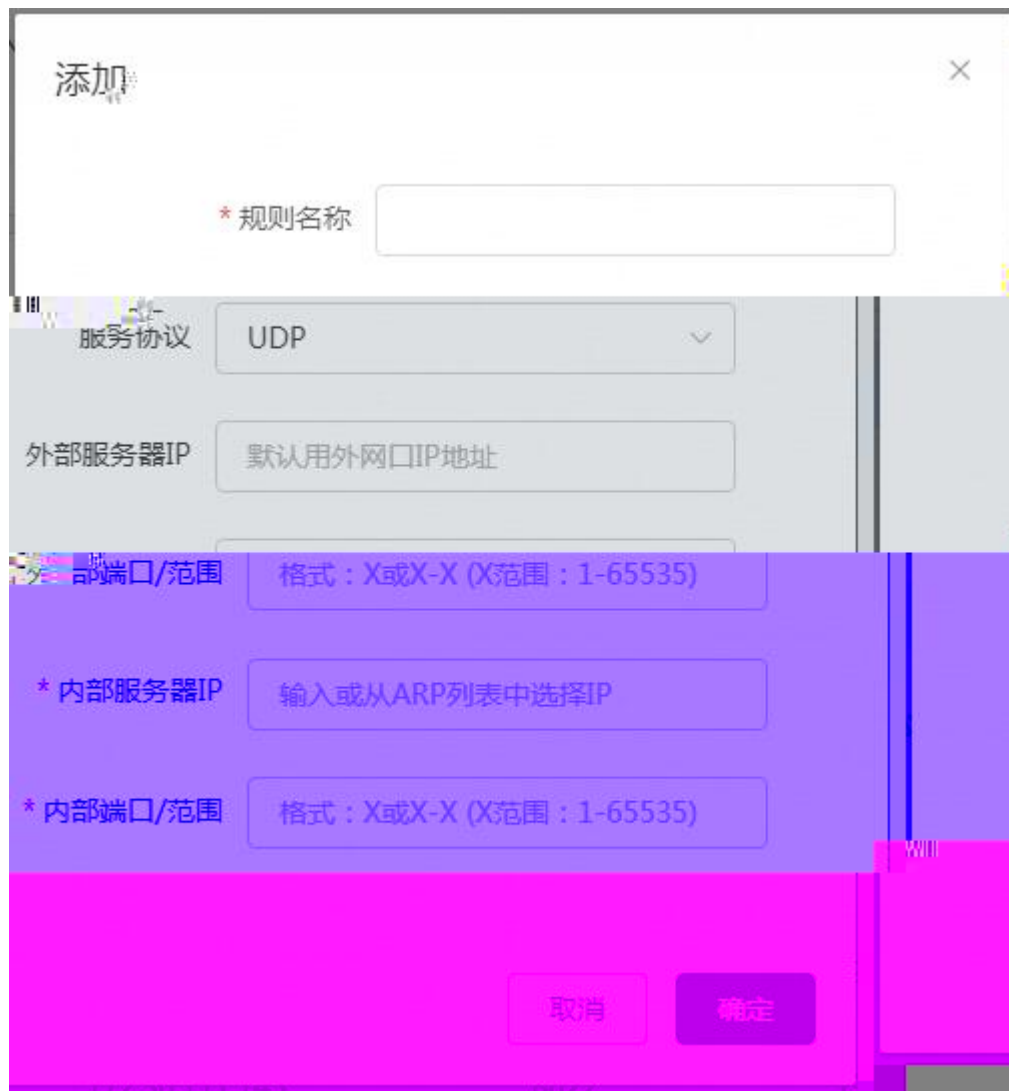 添加
* 规则名称
服务协议 UDP
外部服务器IP 默认用外网口IP地址
部端口/范围 格式：X或X-X (X范围：1-65535)
* 内部服务器IP 输入或从ARP列表中选择IP
* 内部端口/范围 格式：X或X-X (X范围：1-65535)
取消 确定